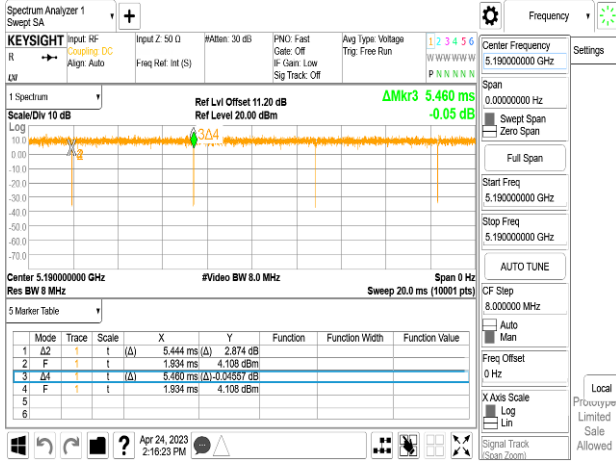 Spectrum Analyzer 1
Swept SA
+
Frequency
KEYSIGHT
Input: RF
Coupling: DC
Align: Auto
Input Z: 50 Ω
Freq Ref: Int (S)
#Atten: 30 dB
PNO: Fast
Gate: Off
IF Gain: Low
Sig Track: Off
Avg Type: Voltage
Trig: Free Run
1 2 3 4 5 6
W W W W W W
P N N N N N
R
LXI
1 Spectrum
Scale/Div 10 dB
Ref Lvl Offset 11.20 dB
Ref Level 20.00 dBm
ΔMkr3 5.460 ms
-0.05 dB
Log
10.0
0.00
-10.0
-20.0
-30.0
-40.0
-50.0
-60.0
-70.0
3Δ4
Center 5.190000000 GHz
Res BW 8 MHz
#Video BW 8.0 MHz
Span 0 Hz
Sweep 20.0 ms (10001 pts)
5 Marker Table
Mode Trace Scale X Y Function Function Width Function Value
1 Δ2 1 t (Δ) 5.444 ms (Δ) 2.874 dB
2 F 1 t 1.934 ms 4.108 dBm
3 Δ4 1 t (Δ) 5.460 ms (Δ) -0.04557 dB
4 F 1 t 1.934 ms 4.108 dBm
5
6
?
Apr 24, 2023
2:16:23 PM
Center Frequency
5.190000000 GHz
Settings
Span
0.00000000 Hz
Swept Span
Zero Span
Full Span
Start Freq
5.190000000 GHz
Stop Freq
5.190000000 GHz
AUTO TUNE
CF Step
8.000000 MHz
Auto
Man
Freq Offset
0 Hz
X Axis Scale
Log
Lin
Signal Track
(Span Zoom)
Local
Prototype
Limited
Sale
Allowed